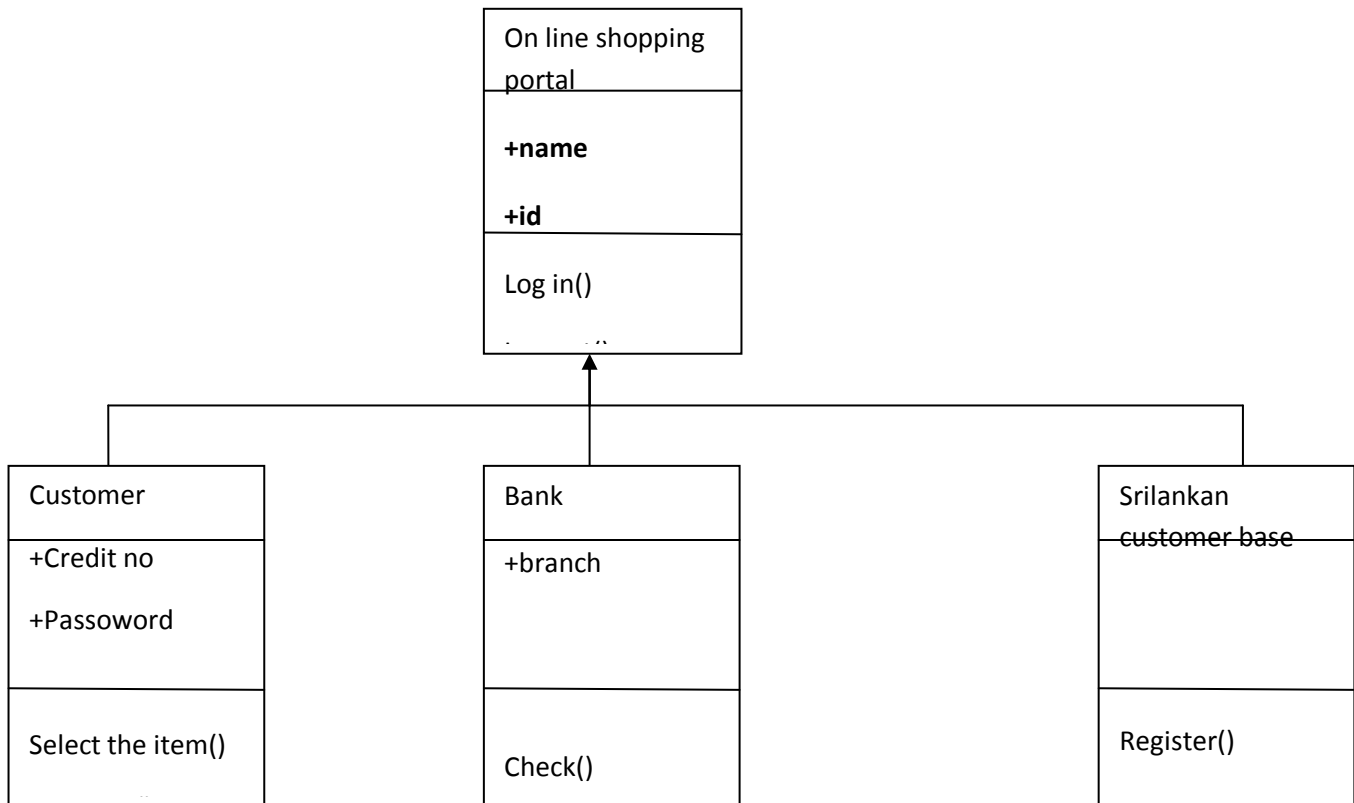 On line shopping
portal
+name
+id
Log in()
Customer
+Credit no
+Passoword
Select the item()
Bank
+branch
Check()
Srilankan
customer base
Register()